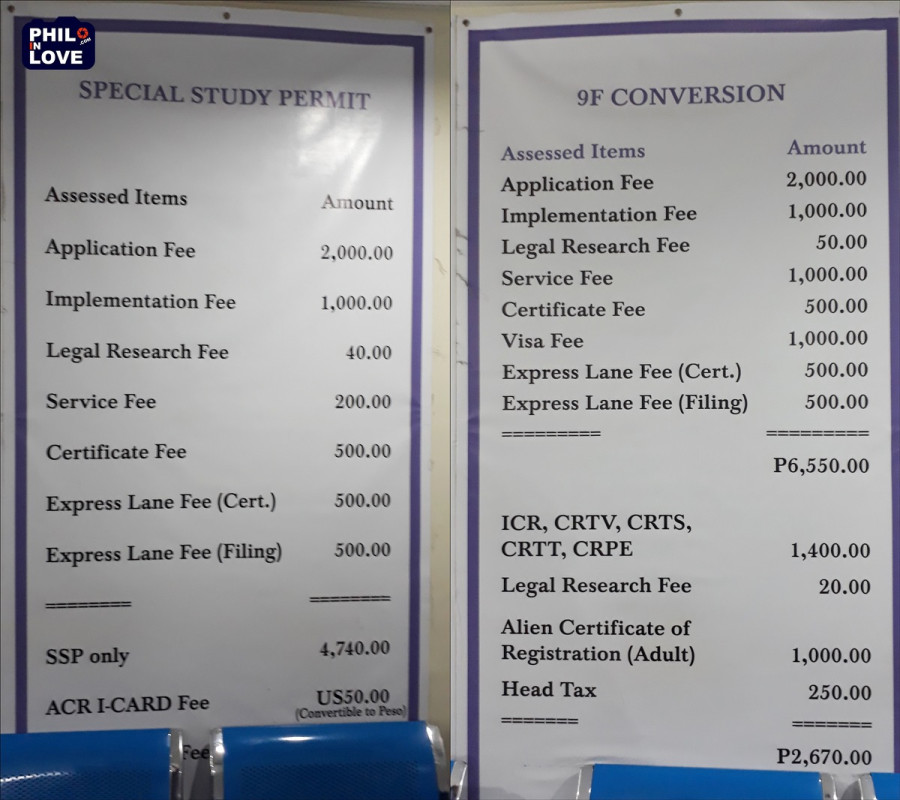 PHIL
IN .COM
LOVE
SPECIAL STUDY PERMIT
Assessed Items Amount
Application Fee 2,000.00
Implementation Fee 1,000.00
Legal Research Fee 40.00
Service Fee 200.00
Certificate Fee 500.00
Express Lane Fee (Cert.) 500.00
Express Lane Fee (Filing) 500.00
======== ========
SSP only 4,740.00
ACR I-CARD Fee US50.00
(Convertible to Peso)
Fee
9F CONVERSION
Assessed Items Amount
Application Fee 2,000.00
Implementation Fee 1,000.00
Legal Research Fee 50.00
Service Fee 1,000.00
Certificate Fee 500.00
Visa Fee 1,000.00
Express Lane Fee (Cert.) 500.00
Express Lane Fee (Filing) 500.00
========= =========
P6,550.00
ICR, CRTV, CRTS,
CRTT, CRPE 1,400.00
Legal Research Fee 20.00
Alien Certificate of
Registration (Adult) 1,000.00
Head Tax 250.00
======= =======
P2,670.00